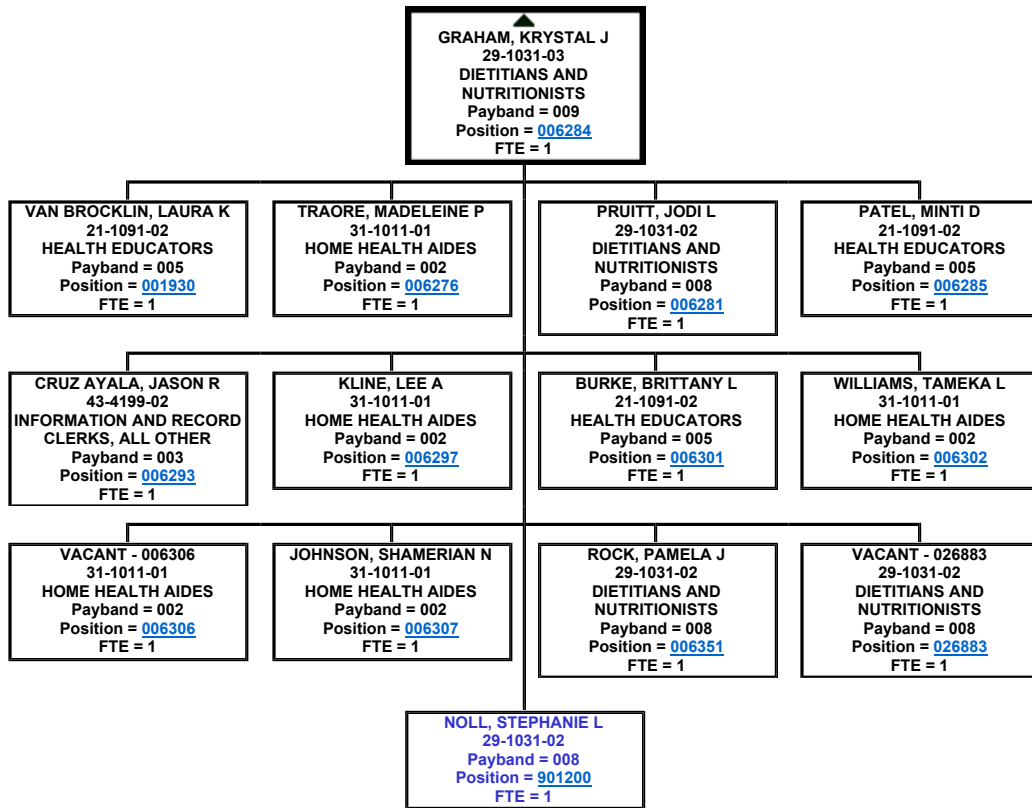 GRAHAM, KRYSTAL J
29-1031-03
DIETITIANS AND
NUTRITIONISTS
Payband = 009
Position = 006284
FTE = 1
VAN BROCKLIN, LAURA K
21-1091-02
HEALTH EDUCATORS
Payband = 005
Position = 001930
FTE = 1
TRAORE, MADELEINE P
31-1011-01
HOME HEALTH AIDES
Payband = 002
Position = 006276
FTE = 1
PRUITT, JODI L
29-1031-02
DIETITIANS AND
NUTRITIONISTS
Payband = 008
Position = 006281
FTE = 1
PATEL, MINTI D
21-1091-02
HEALTH EDUCATORS
Payband = 005
Position = 006285
FTE = 1
CRUZ AYALA, JASON R
43-4199-02
INFORMATION AND RECORD
CLERKS, ALL OTHER
Payband = 003
Position = 006293
FTE = 1
KLINE, LEE A
31-1011-01
HOME HEALTH AIDES
Payband = 002
Position = 006297
FTE = 1
BURKE, BRITTANY L
21-1091-02
HEALTH EDUCATORS
Payband = 005
Position = 006301
FTE = 1
WILLIAMS, TAMEKA L
31-1011-01
HOME HEALTH AIDES
Payband = 002
Position = 006302
FTE = 1
VACANT - 006306
31-1011-01
HOME HEALTH AIDES
Payband = 002
Position = 006306
FTE = 1
JOHNSON, SHAMERIAN N
31-1011-01
HOME HEALTH AIDES
Payband = 002
Position = 006307
FTE = 1
ROCK, PAMELA J
29-1031-02
DIETITIANS AND
NUTRITIONISTS
Payband = 008
Position = 006351
FTE = 1
VACANT - 026883
29-1031-02
DIETITIANS AND
NUTRITIONISTS
Payband = 008
Position = 026883
FTE = 1
NOLL, STEPHANIE L
29-1031-02
Payband = 008
Position = 901200
FTE = 1